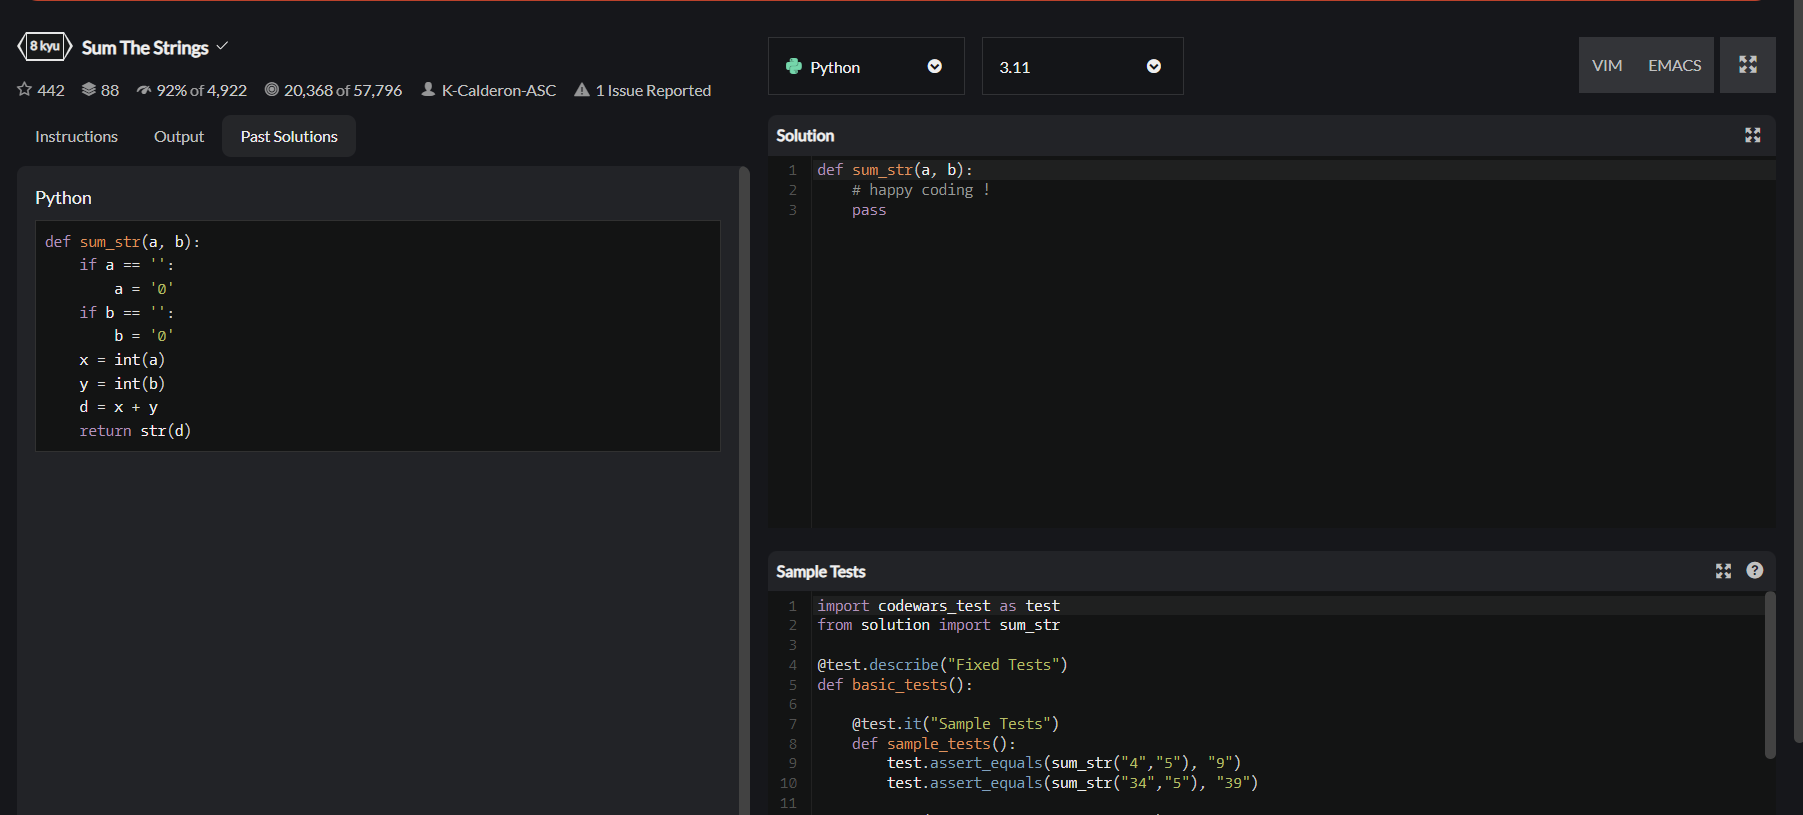 8 kyu Sum The Strings
442 88 92% of 4,922 20,368 of 57,796 K-Calderon-ASC 1 Issue Reported
Instructions Output Past Solutions
Python
def sum_str(a, b):
    if a == '':
        a = '0'
    if b == '':
        b = '0'
    x = int(a)
    y = int(b)
    d = x + y
    return str(d)
Python 3.11 VIM EMACS
Solution
1 def sum_str(a, b):
2     # happy coding !
3     pass
Sample Tests
1 import codewars_test as test
2 from solution import sum_str
3
4 @test.describe("Fixed Tests")
5 def basic_tests():
6
7     @test.it("Sample Tests")
8     def sample_tests():
9         test.assert_equals(sum_str("4","5"), "9")
10         test.assert_equals(sum_str("34","5"), "39")
11